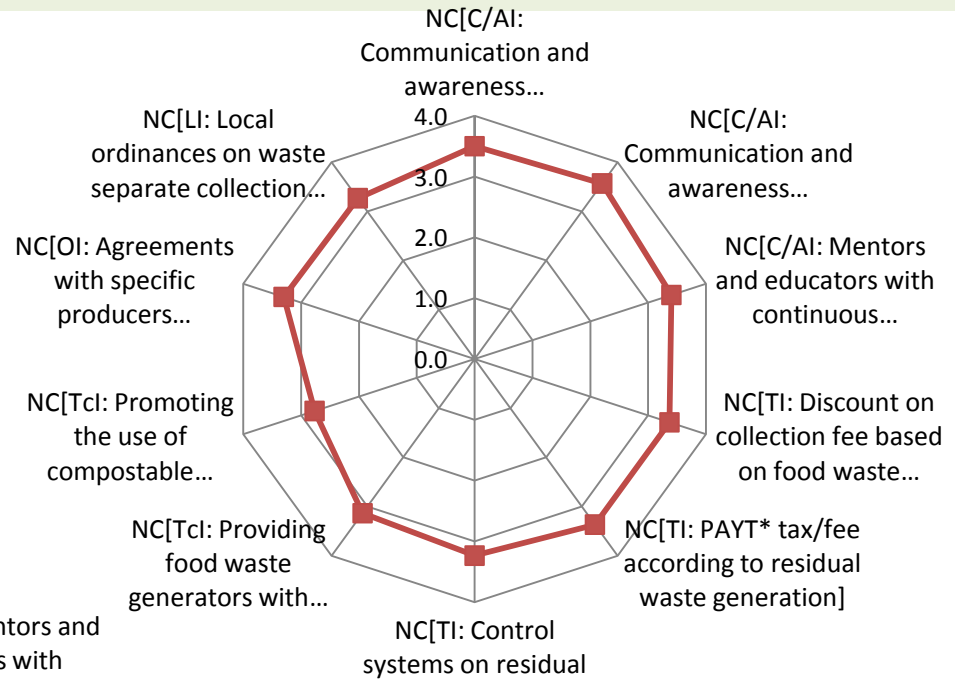 NC[C/AI:
Communication and
awareness…
NC[C/AI:
Communication and
awareness…
NC[C/AI: Mentors
and educators with
continuous…
NC[TI: Discount on
collection fee based
on food waste…
NC[TI: PAYT* tax/fee
according to residual
waste generation]
NC[TI: Control
systems on residual
NC[TcI: Providing
food waste
generators with…
NC[TcI: Promoting
the use of
compostable…
NC[OI: Agreements
with specific
producers…
NC[LI: Local
ordinances on waste
separate collection…
4.0
3.0
2.0
1.0
0.0
ntors and
s with